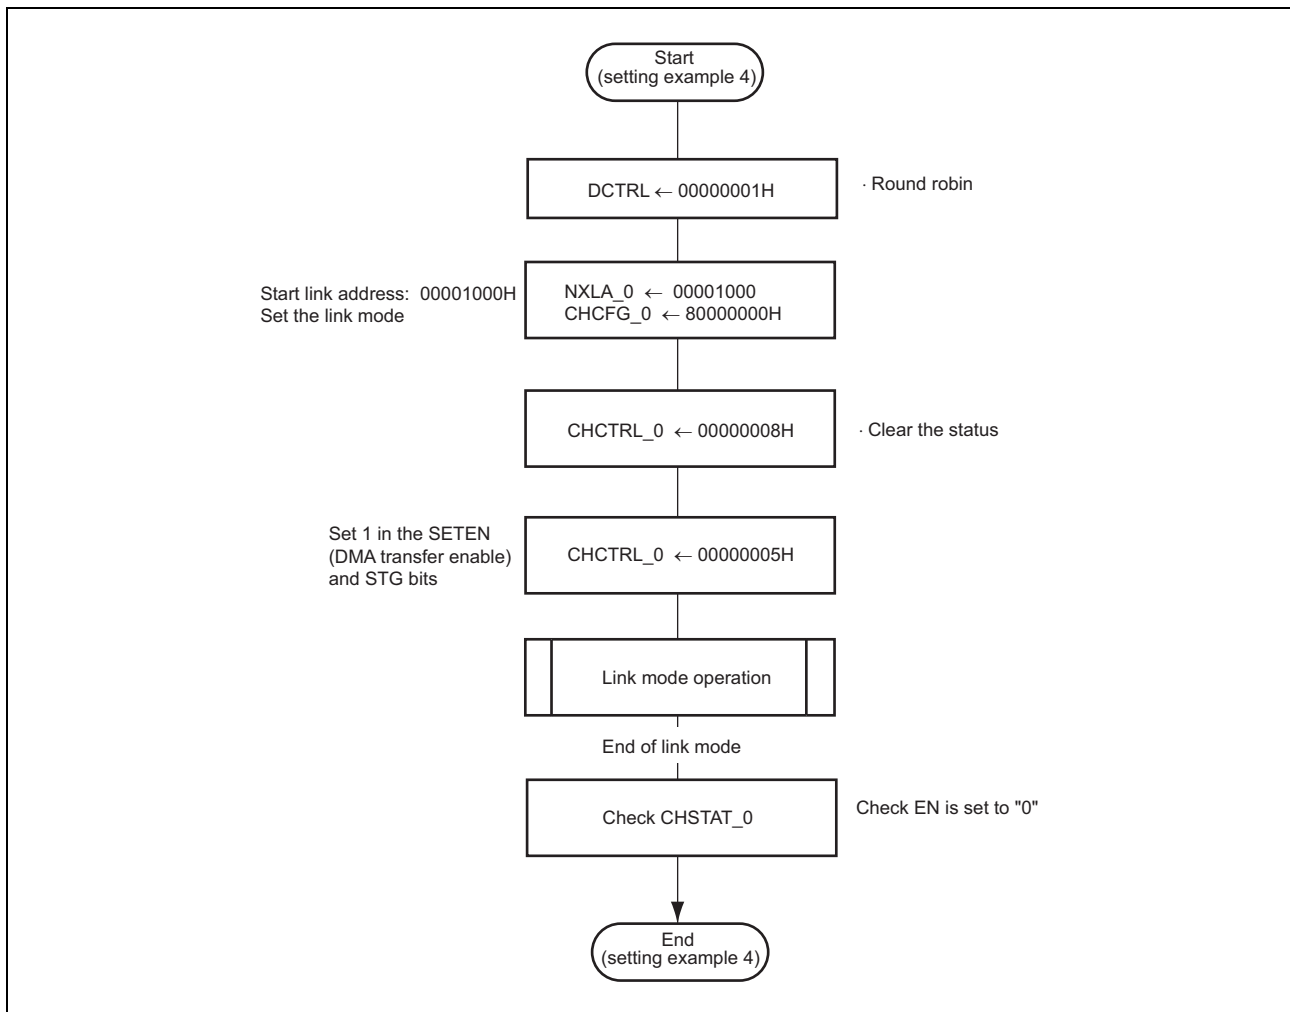 Start
(setting example 4)
DCTRL ← 00000001H
· Round robin
Start link address: 00001000H
Set the link mode
NXLA_0 ← 00001000
CHCFG_0 ← 80000000H
CHCTRL_0 ← 00000008H
· Clear the status
Set 1 in the SETEN
(DMA transfer enable)
and STG bits
CHCTRL_0 ← 00000005H
Link mode operation
End of link mode
Check CHSTAT_0
Check EN is set to "0"
End
(setting example 4)